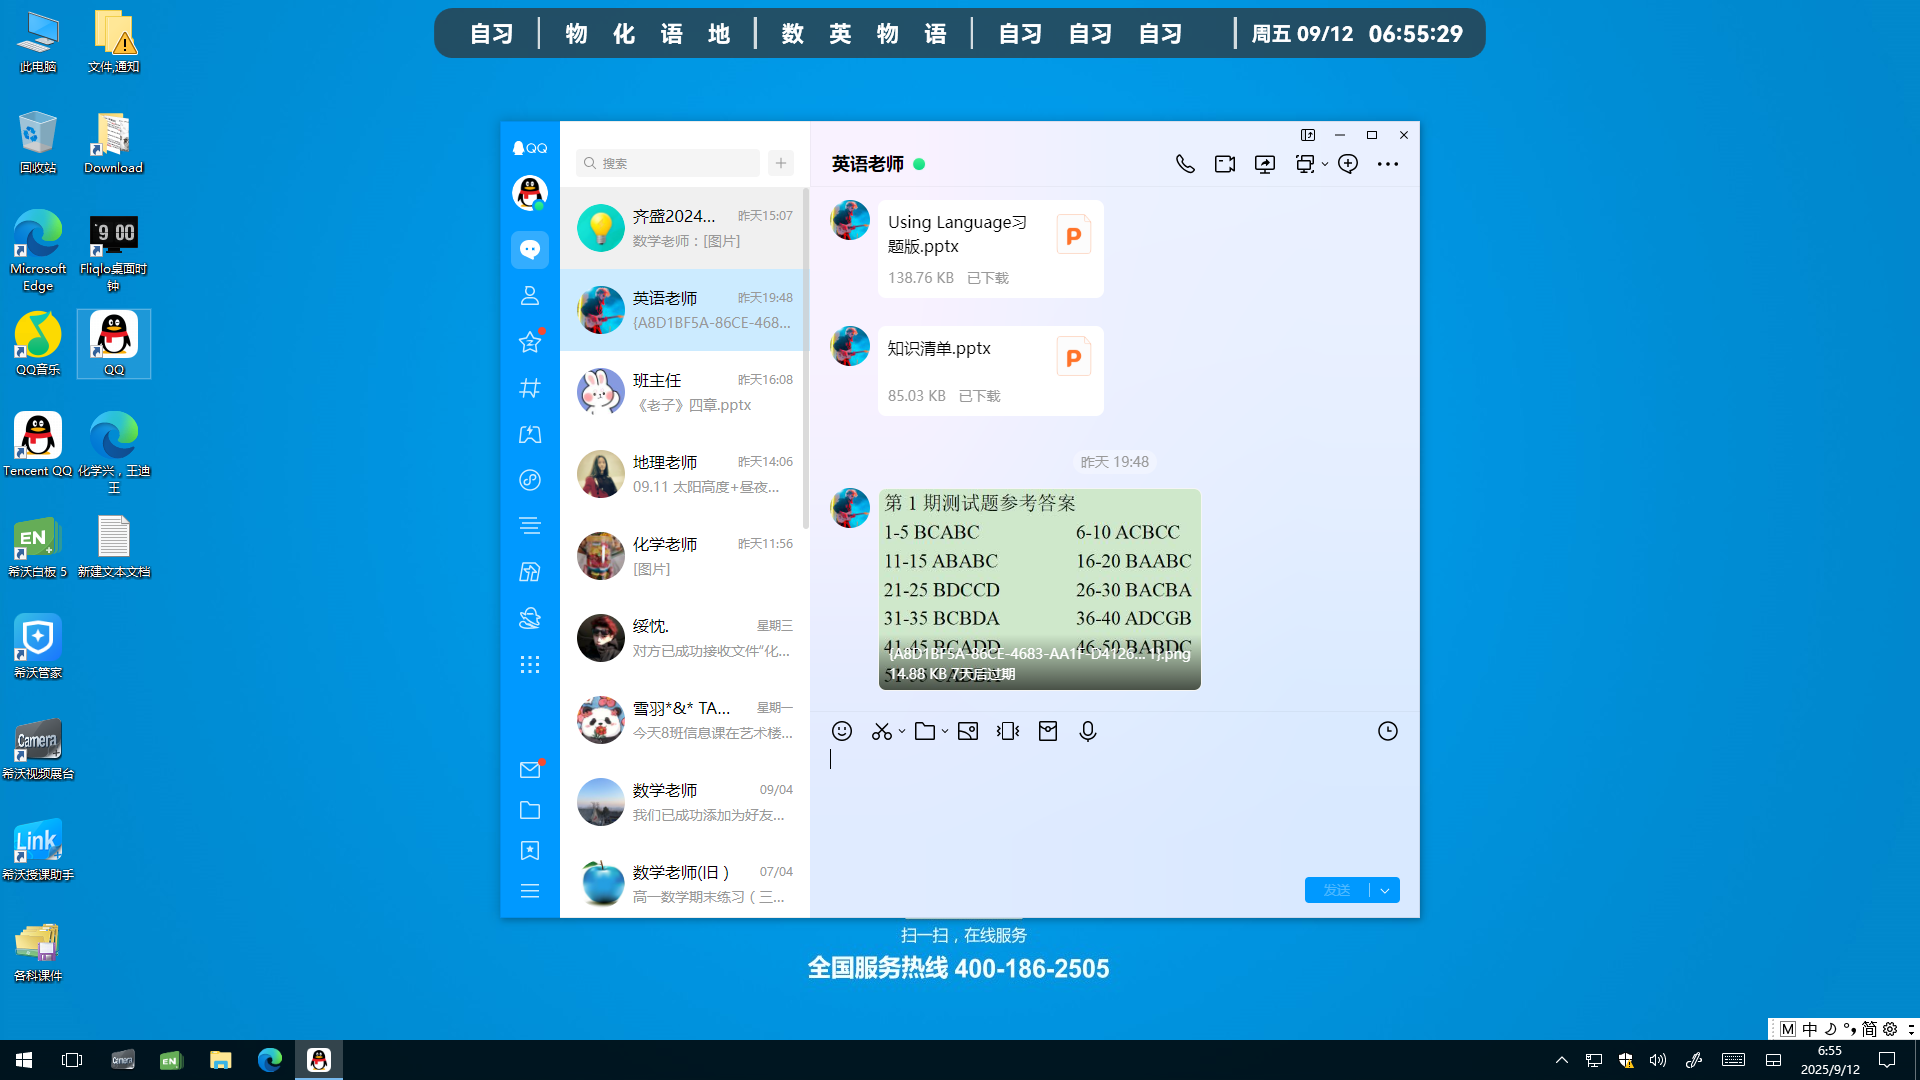 自习 | 物 化 语 地 | 数 英 物 语 | 自习 自习 自习 | 周五 09/12 06:55:29
此电脑
文件,通知
回收站
Download
Microsoft Edge
Fliqlo桌面时钟
9 00
QQ音乐
QQ
Tencent QQ
化学兴，王迪王
希沃白板 5
EN
新建文本文档
希沃管家
Camera
希沃视频展台
Link
希沃授课助手
各科课件
QQ
搜索
齐盛2024... 昨天15:07
数学老师：[图片]
英语老师 昨天19:48
{A8D1BF5A-86CE-468...
班主任 昨天16:08
《老子》四章.pptx
地理老师 昨天14:06
09.11 太阳高度+昼夜...
化学老师 昨天11:56
[图片]
绥忱. 星期三
对方已成功接收文件"化...
雪羽*&* TA... 星期一
今天8班信息课在艺术楼...
数学老师 09/04
我们已成功添加为好友...
数学老师(旧） 07/04
高一数学期末练习（三...
英语老师
Using Language习
题版.pptx
P
138.76 KB 已下载
知识清单.pptx
P
85.03 KB 已下载
昨天 19:48
第 1 期测试题参考答案
1-5 BCABC 6-10 ACBCC
11-15 ABABC 16-20 BAABC
21-25 BDCCD 26-30 BACBA
31-35 BCBDA 36-40 ADCGB
41-45 BCADD 46-50 BABDC
{A8D1BF5A-86CE-4683-AA1F-D4126... 1}.png
14.88 KB 7天后过期
发送
扫一扫，在线服务
全国服务热线 400-186-2505
M 中 简
Camera
EN
6:55
2025/9/12